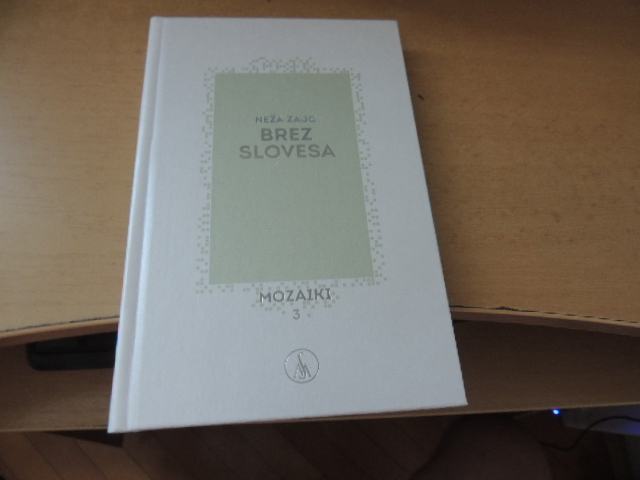 NEŽA ZAJC
BREZ
SLOVESA
MOZAIKI
3